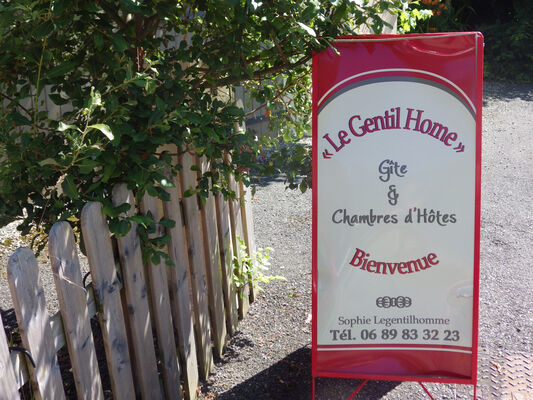 « Le Gentil Home »
Gîte
&
Chambres d'Hôtes
Bienvenue
Sophie Legentilhomme
Tél. 06 89 83 32 23